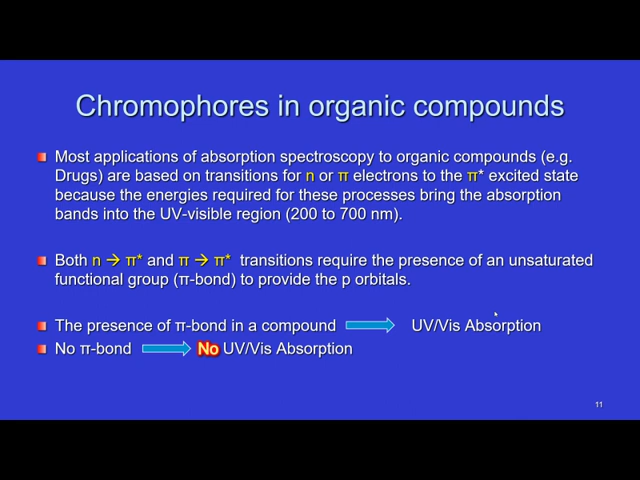 Chromophores in organic compounds
Most applications of absorption spectroscopy to organic compounds (e.g.
Drugs) are based on transitions for n or π electrons to the π* excited state
because the energies required for these processes bring the absorption
bands into the UV-visible region (200 to 700 nm).
Both n → π* and π → π* transitions require the presence of an unsaturated
functional group (π-bond) to provide the p orbitals.
The presence of π-bond in a compound UV/Vis Absorption
No π-bond No UV/Vis Absorption
11